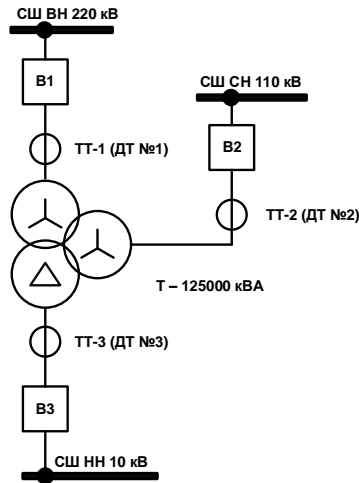 СШ ВН 220 кВ
В1
СШ СН 110 кВ
В2
ТТ-1 (ДТ №1)
ТТ-2 (ДТ №2)
Т – 125000 кВА
ТТ-3 (ДТ №3)
В3
СШ НН 10 кВ